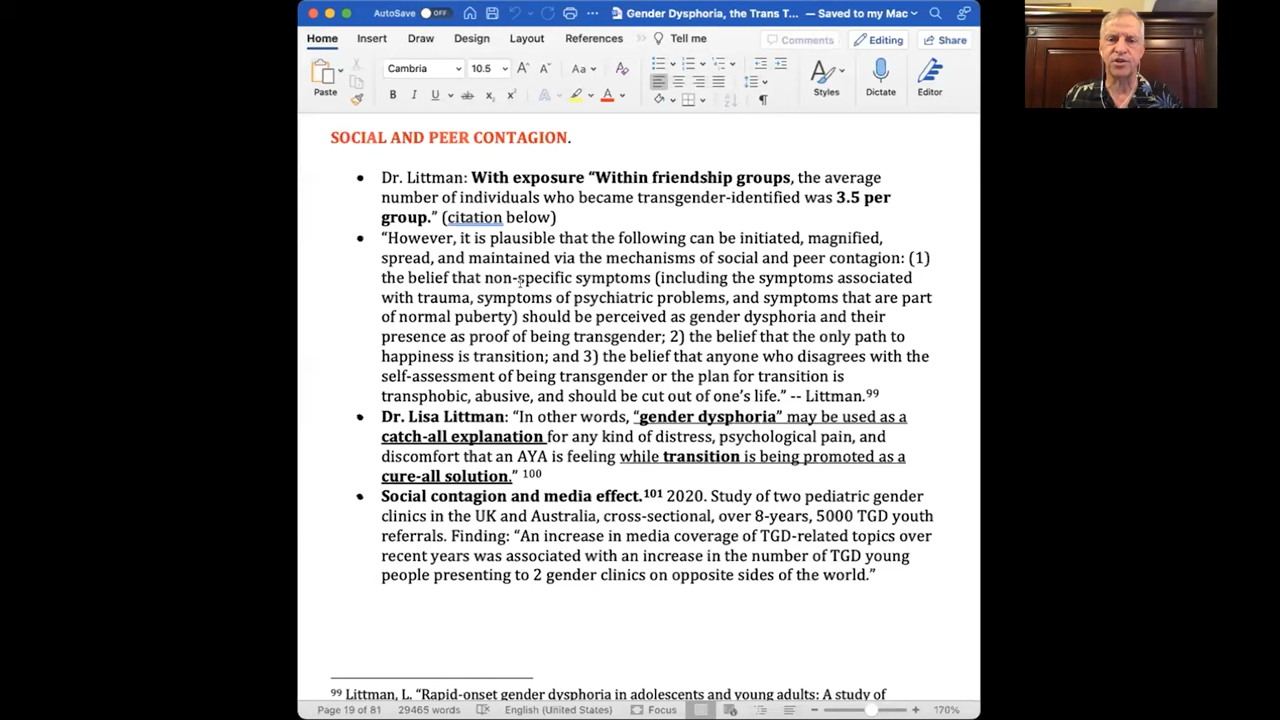 AutoSave OFF Gender Dysphoria, the Trans T... — Saved to my Mac
Home Insert Draw Design Layout References Tell me Comments Editing Share
Paste Cambria 10.5 Styles Dictate Editor
SOCIAL AND PEER CONTAGION.
• Dr. Littman: With exposure “Within friendship groups, the average
number of individuals who became transgender-identified was 3.5 per
group.” (citation below)
• “However, it is plausible that the following can be initiated, magnified,
spread, and maintained via the mechanisms of social and peer contagion: (1)
the belief that non-specific symptoms (including the symptoms associated
with trauma, symptoms of psychiatric problems, and symptoms that are part
of normal puberty) should be perceived as gender dysphoria and their
presence as proof of being transgender; 2) the belief that the only path to
happiness is transition; and 3) the belief that anyone who disagrees with the
self-assessment of being transgender or the plan for transition is
transphobic, abusive, and should be cut out of one’s life.” -- Littman.99
• Dr. Lisa Littman: “In other words, “gender dysphoria” may be used as a
catch-all explanation for any kind of distress, psychological pain, and
discomfort that an AYA is feeling while transition is being promoted as a
cure-all solution.” 100
• Social contagion and media effect.101 2020. Study of two pediatric gender
clinics in the UK and Australia, cross-sectional, over 8-years, 5000 TGD youth
referrals. Finding: “An increase in media coverage of TGD-related topics over
recent years was associated with an increase in the number of TGD young
people presenting to 2 gender clinics on opposite sides of the world.”
99 Littman, L. “Rapid-onset gender dysphoria in adolescents and young adults: A study of
Page 19 of 81 29465 words English (United States) Focus 170%